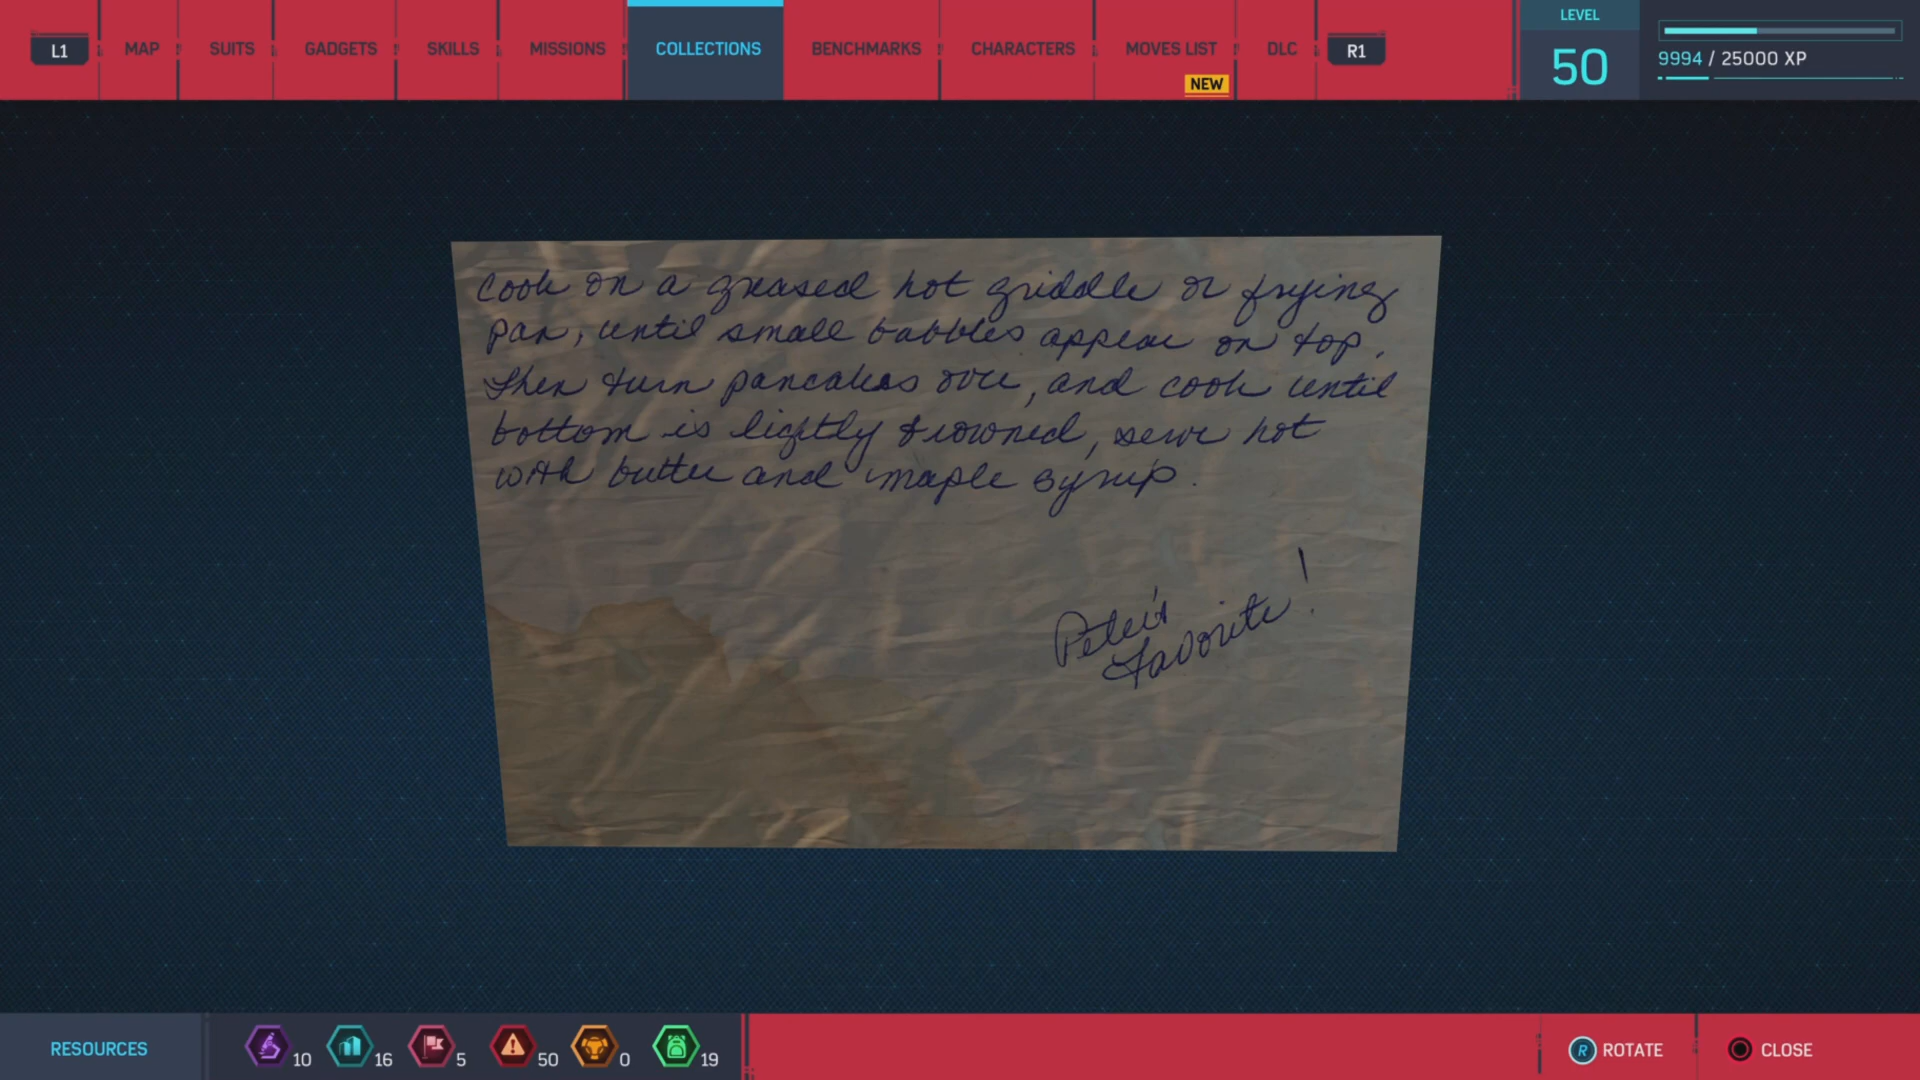 L1 MAP SUITS GADGETS SKILLS MISSIONS COLLECTIONS BENCHMARKS CHARACTERS MOVES LIST DLC R1
NEW
LEVEL
50
9994 / 25000 XP
Cook on a greased hot griddle or frying
pan, until small bubbles appear on top.
Then turn pancakes over, and cook until
bottom is lightly browned, serve hot
with butter and maple syrup.
Peter's
favorite!
RESOURCES 10 16 5 50 0 19
R ROTATE CLOSE